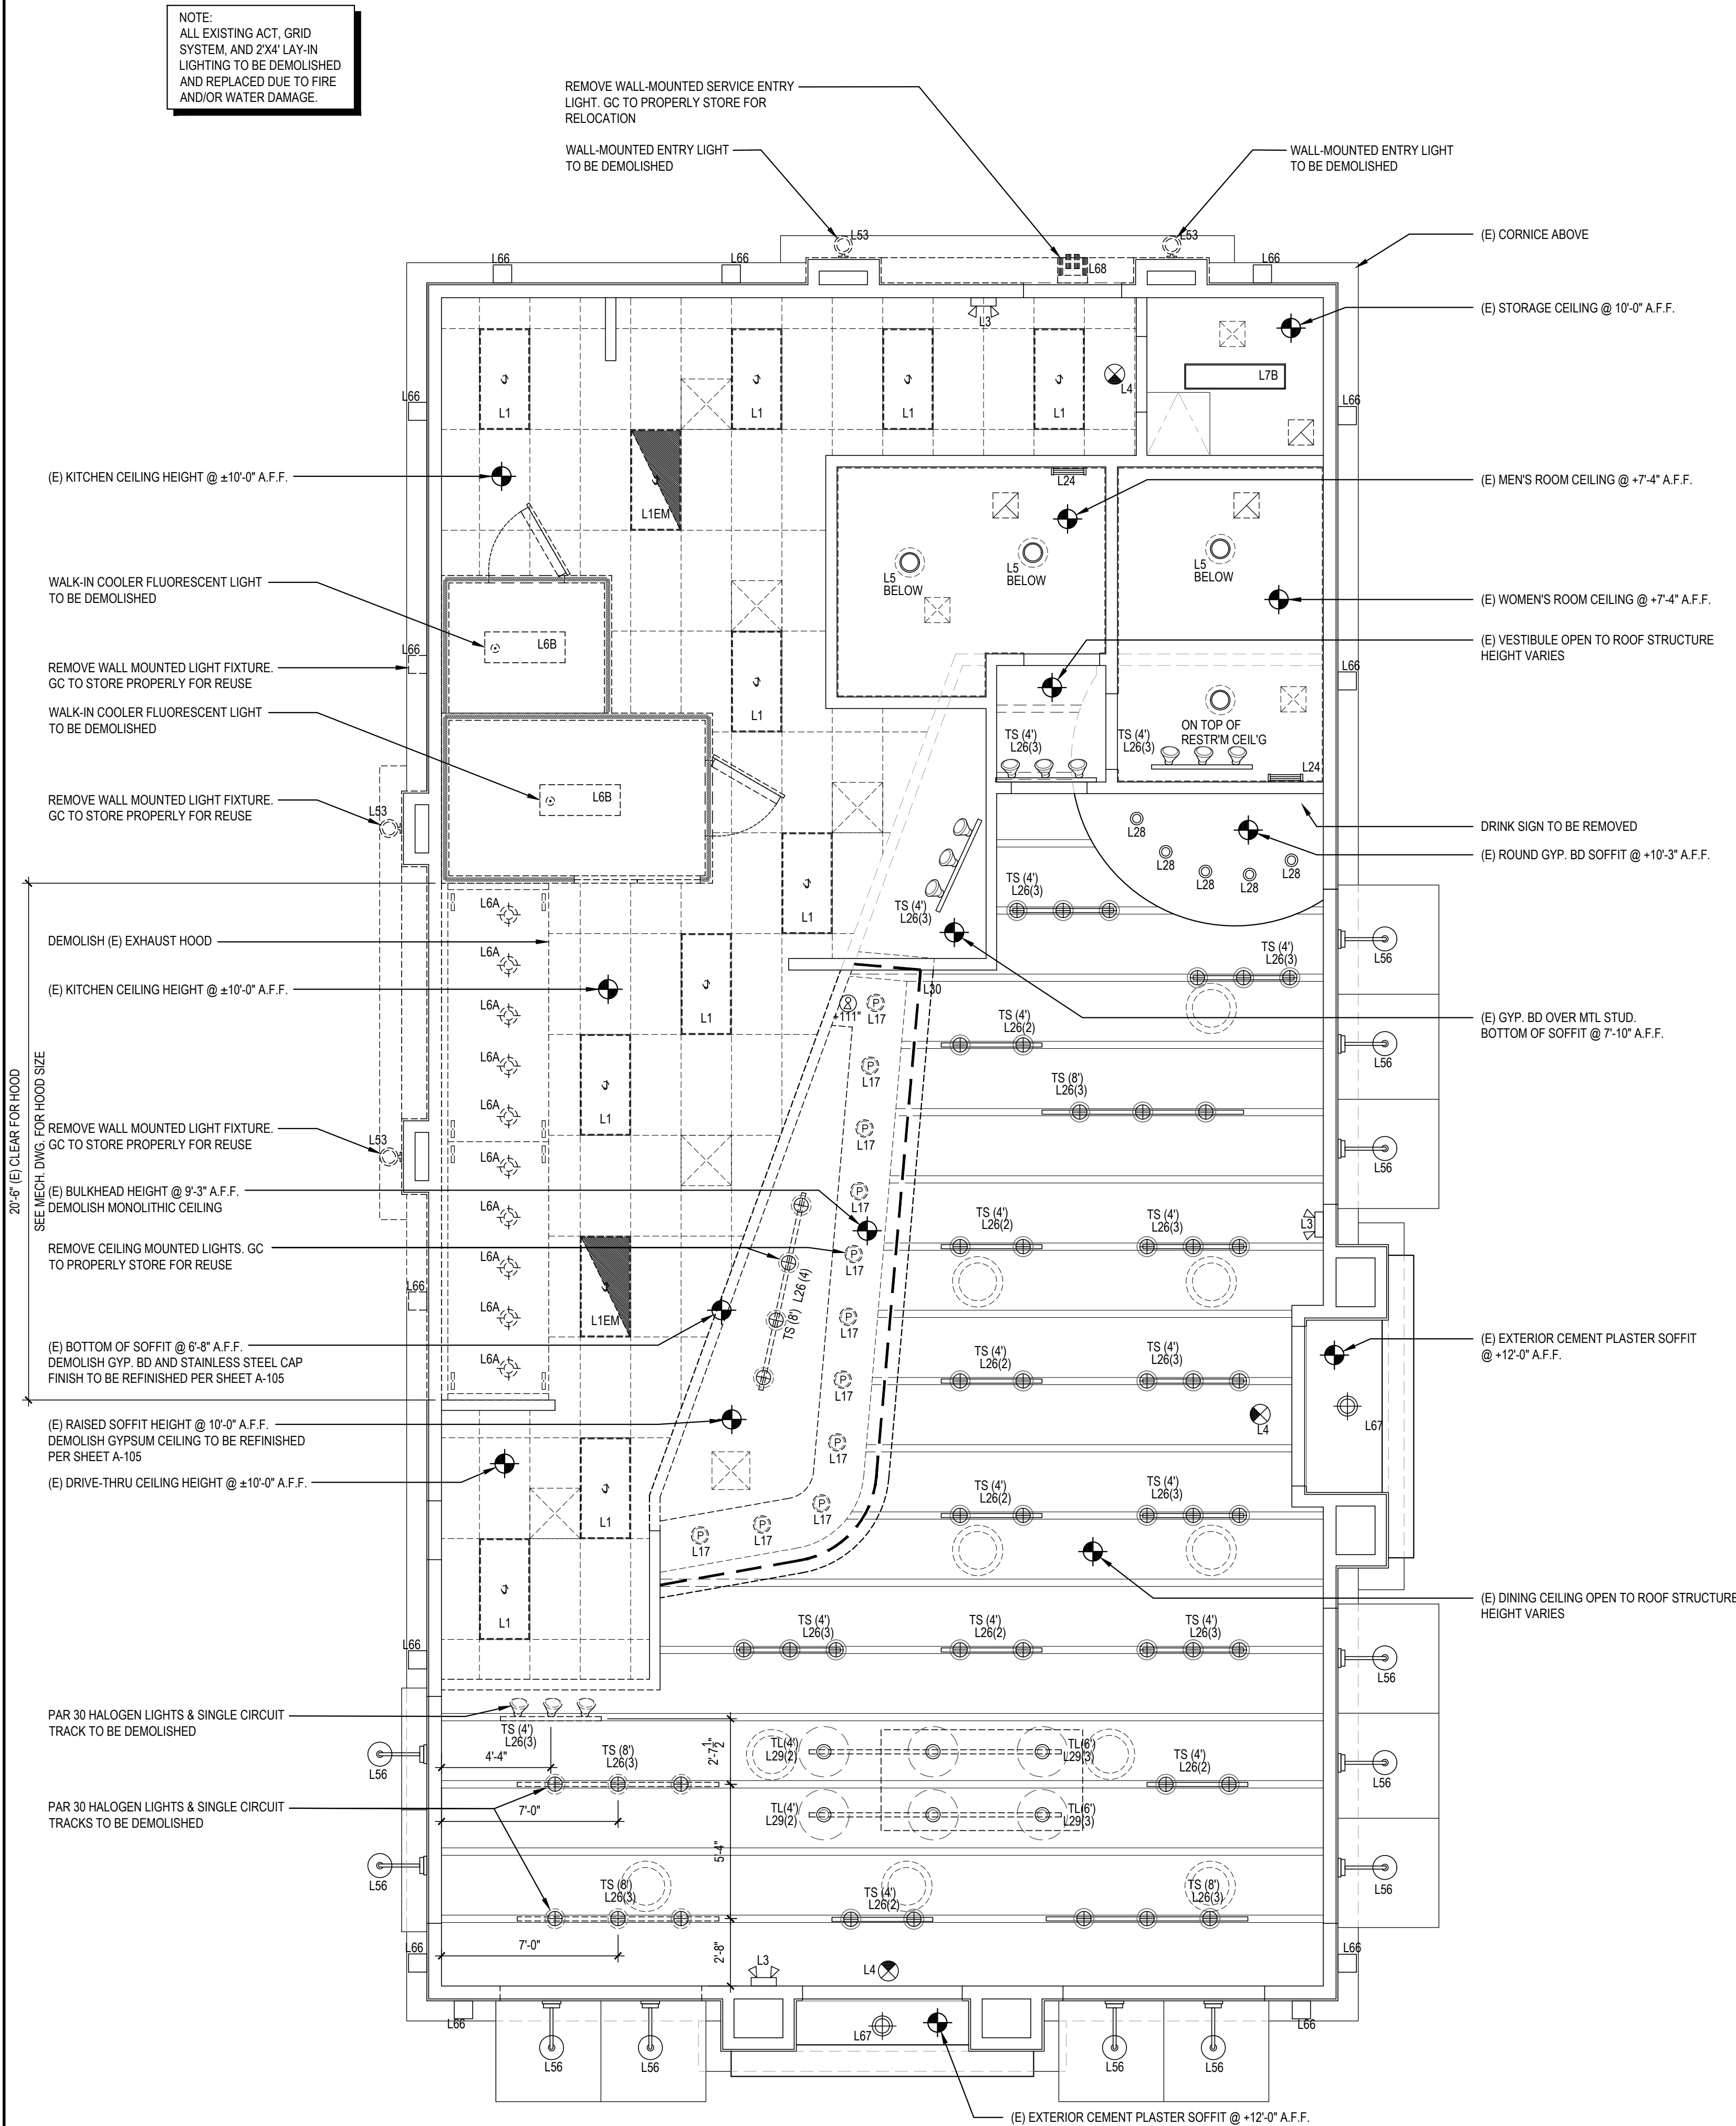 NOTE:
ALL EXISTING ACT, GRID
SYSTEM, AND 2'X4' LAY-IN
LIGHTING TO BE DEMOLISHED
AND REPLACED DUE TO FIRE
AND/OR WATER DAMAGE.
REMOVE WALL-MOUNTED SERVICE ENTRY
LIGHT. GC TO PROPERLY STORE FOR
RELOCATION
WALL-MOUNTED ENTRY LIGHT
TO BE DEMOLISHED
WALL-MOUNTED ENTRY LIGHT
TO BE DEMOLISHED
(E) CORNICE ABOVE
(E) STORAGE CEILING @ 10'-0" A.F.F.
(E) MEN'S ROOM CEILING @ +7'-4" A.F.F.
(E) WOMEN'S ROOM CEILING @ +7'-4" A.F.F.
(E) VESTIBULE OPEN TO ROOF STRUCTURE
HEIGHT VARIES
DRINK SIGN TO BE REMOVED
(E) ROUND GYP. BD SOFFIT @ +10'-3" A.F.F.
(E) GYP. BD OVER MTL STUD.
BOTTOM OF SOFFIT @ 7'-10" A.F.F.
(E) EXTERIOR CEMENT PLASTER SOFFIT
@ +12'-0" A.F.F.
(E) DINING CEILING OPEN TO ROOF STRUCTURE
HEIGHT VARIES
(E) EXTERIOR CEMENT PLASTER SOFFIT @ +12'-0" A.F.F.
(E) KITCHEN CEILING HEIGHT @ ±10'-0" A.F.F.
WALK-IN COOLER FLUORESCENT LIGHT
TO BE DEMOLISHED
REMOVE WALL MOUNTED LIGHT FIXTURE.
GC TO STORE PROPERLY FOR REUSE
WALK-IN COOLER FLUORESCENT LIGHT
TO BE DEMOLISHED
REMOVE WALL MOUNTED LIGHT FIXTURE.
GC TO STORE PROPERLY FOR REUSE
DEMOLISH (E) EXHAUST HOOD
(E) KITCHEN CEILING HEIGHT @ ±10'-0" A.F.F.
REMOVE WALL MOUNTED LIGHT FIXTURE.
GC TO STORE PROPERLY FOR REUSE
(E) BULKHEAD HEIGHT @ 9'-3" A.F.F.
DEMOLISH MONOLITHIC CEILING
REMOVE CEILING MOUNTED LIGHTS. GC
TO PROPERLY STORE FOR REUSE
(E) BOTTOM OF SOFFIT @ 6'-8" A.F.F.
DEMOLISH GYP. BD AND STAINLESS STEEL CAP
FINISH TO BE REFINISHED PER SHEET A-105
(E) RAISED SOFFIT HEIGHT @ 10'-0" A.F.F.
DEMOLISH GYPSUM CEILING TO BE REFINISHED
PER SHEET A-105
(E) DRIVE-THRU CEILING HEIGHT @ ±10'-0" A.F.F.
PAR 30 HALOGEN LIGHTS & SINGLE CIRCUIT
TRACK TO BE DEMOLISHED
PAR 30 HALOGEN LIGHTS & SINGLE CIRCUIT
TRACKS TO BE DEMOLISHED
20'-6" (E) CLEAR FOR HOOD
SEE MECH. DWG. FOR HOOD SIZE
L53
L53
L66
L66
L66
L68
L3
L4
L7B
L66
L66
L1
L1
L1
L1
L1EM
L24
L5
BELOW
L5
BELOW
L5
BELOW
L6B
L66
L66
L1
ON TOP OF
RESTR'M CEIL'G
TS (4')
L26(3)
TS (4')
L26(3)
L24
L6B
L53
L28
L28
L28
L28
L28
L1
TS (4')
L26(3)
TS (4')
L26(3)
L6A
L6A
L6A
L6A
L6A
L6A
L6A
L6A
L6A
L6A
TS (4')
L26(3)
L56
L30
L1
+111"
P
L17
TS (4')
L26(2)
L56
P
L17
TS (8')
L26(3)
L1
P
L17
L56
L53
P
L17
TS (4')
L26(2)
TS (4')
L26(3)
L3
P
L17
TS (8') L26 (4)
L66
L1EM
P
L17
TS (4')
L26(2)
TS (4')
L26(3)
P
L17
L4
L67
P
L17
L1
TS (4')
L26(2)
TS (4')
L26(3)
P
L17
P
L17
P
L17
L1
TS (4')
L26(3)
TS (4')
L26(2)
TS (4')
L26(3)
L66
L56
TS (4')
L26(3)
4'-4"
2'-7 1/2"
TS (8')
L26(3)
TL(4')
L29(2)
TL(6')
L29(3)
TS (4')
L26(2)
L56
L56
7'-0"
TL(4')
L29(2)
TL(6')
L29(3)
5'-4"
L56
L56
TS (8')
L26(3)
TS (4')
L26(2)
TS (8')
L26(3)
7'-0"
2'-8"
L66
L3
L4
L66
L66
L67
L66
L56
L56
L56
L56